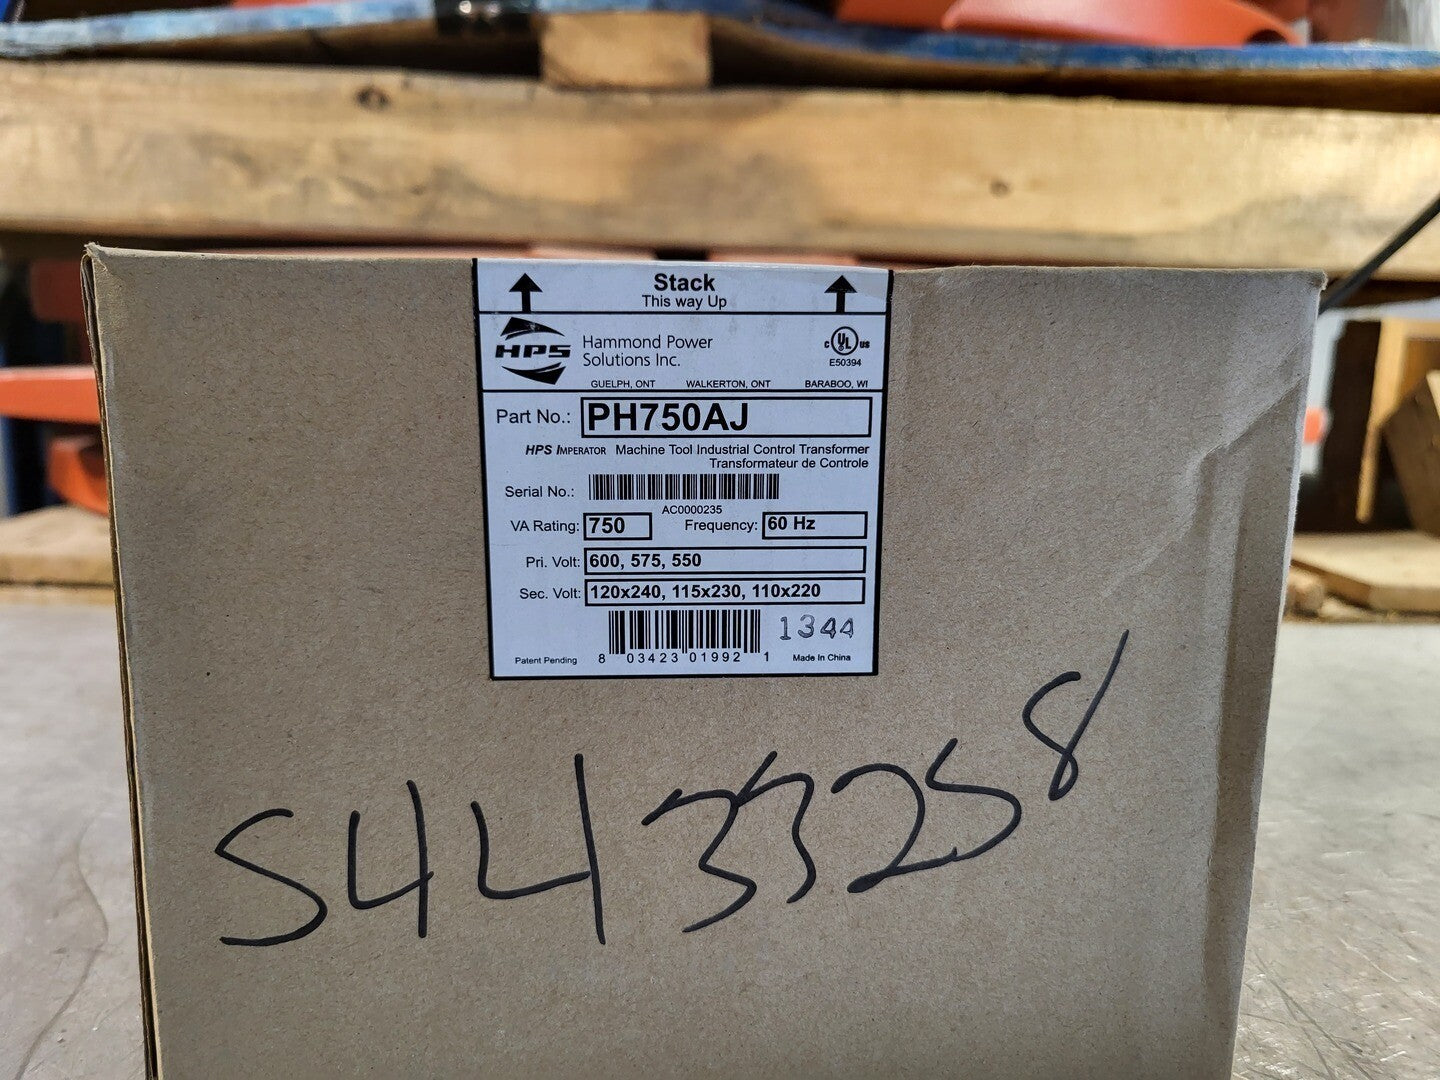 Stack
This way Up
HPS
Hammond Power
Solutions Inc.
C UL US
E50394
GUELPH, ONT WALKERTON, ONT BARABOO, WI
Part No.: PH750AJ
HPS IMPERATOR Machine Tool Industrial Control Transformer
Transformateur de Controle
Serial No.:
AC0000235
VA Rating: 750 Frequency: 60 Hz
Pri. Volt: 600, 575, 550
Sec. Volt: 120x240, 115x230, 110x220
1344
Patent Pending 8 03423 01992 1 Made In China
S4433258